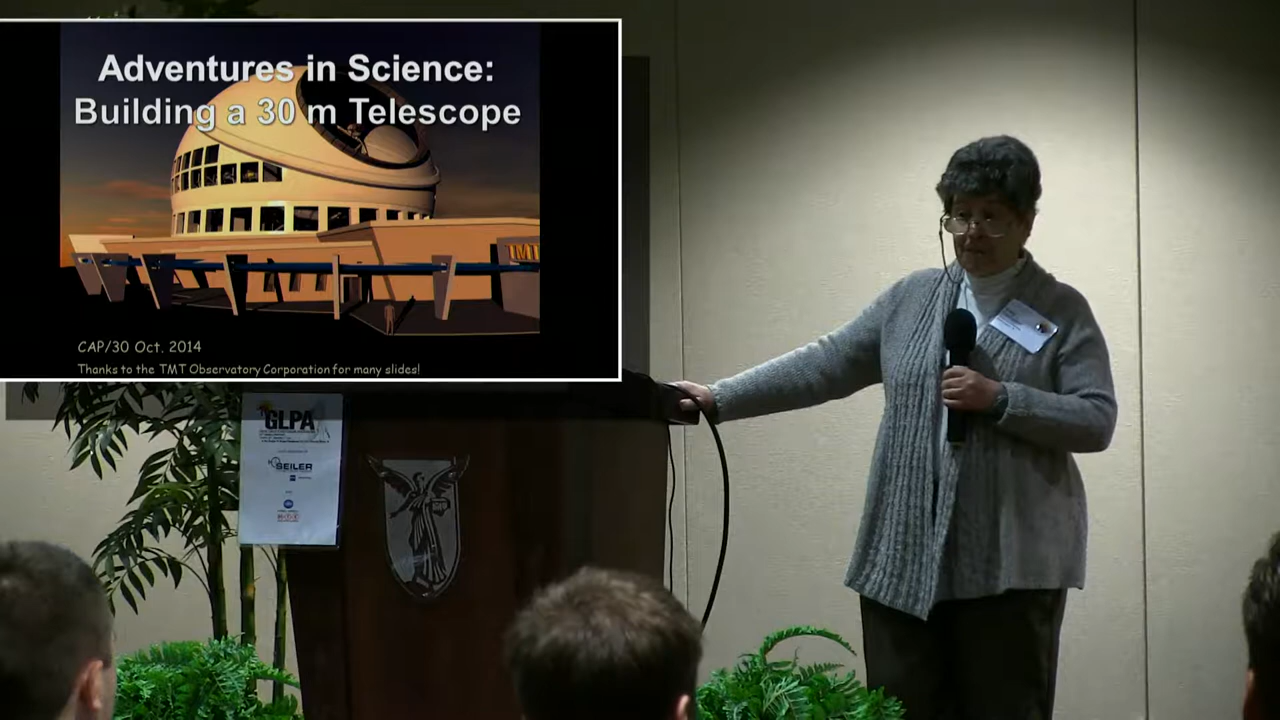 Adventures in Science:
Building a 30 m Telescope
TMT
CAP/30 Oct. 2014
Thanks to the TMT Observatory Corporation for many slides!
GLPA
SEILER